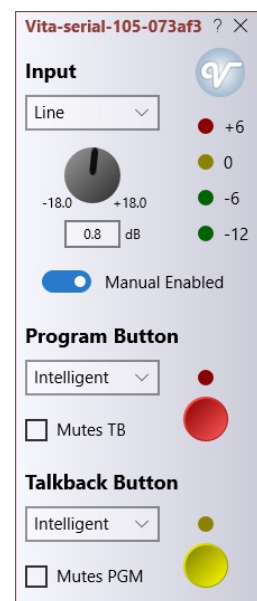 Vita-serial-105-073af3 ? ×
Input
Line
+6
0
-18.0 +18.0 -6
0.8 dB -12
Manual Enabled
Program Button
Intelligent
Mutes TB
Talkback Button
Intelligent
Mutes PGM